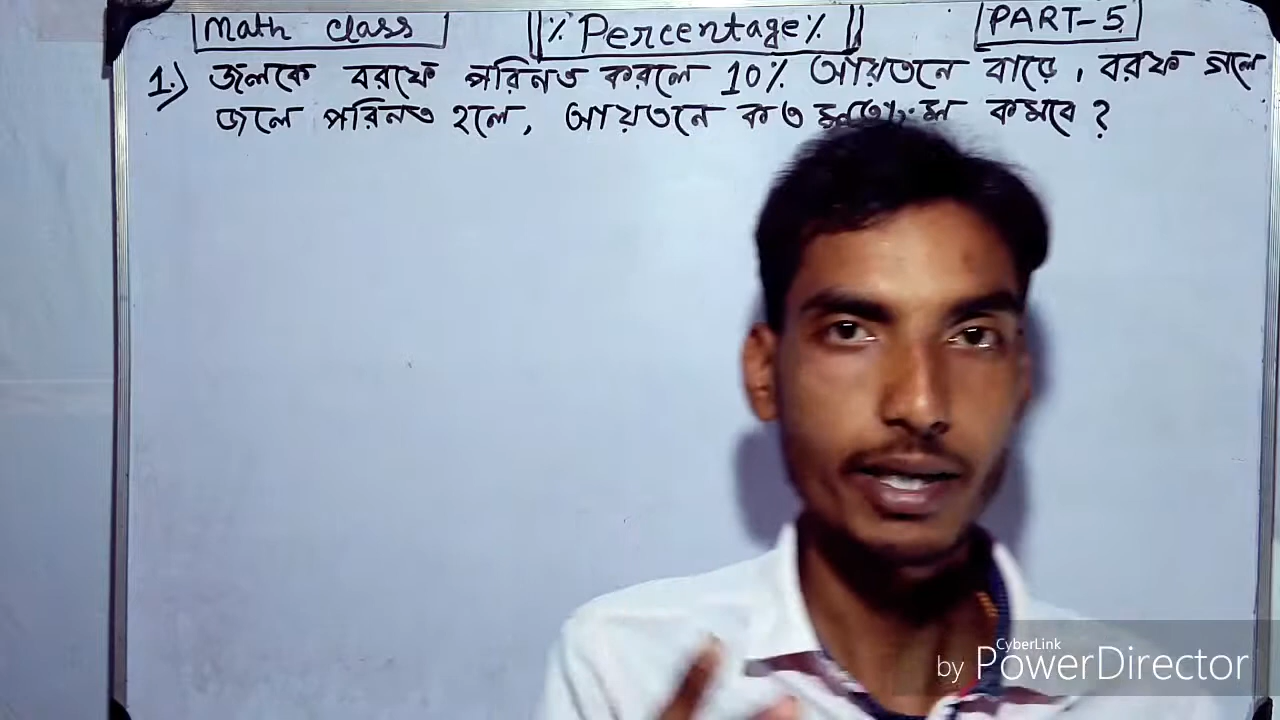 Math class
% Percentage %
PART-5
1.) জলকে বরফে পরিনত করলে 10% আয়তনে বাড়ে, বরফ গলে
জলে পরিনত হলে, আয়তনে কত শতাংশ কমবে ?
CyberLink
by PowerDirector